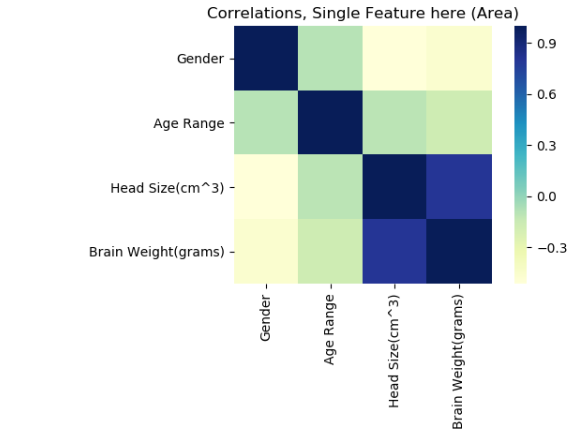 Correlations, Single Feature here (Area)
Gender
Age Range
Head Size(cm^3)
Brain Weight(grams)
0.9
0.6
0.3
0.0
−0.3
Gender
Age Range
Head Size(cm^3)
Brain Weight(grams)